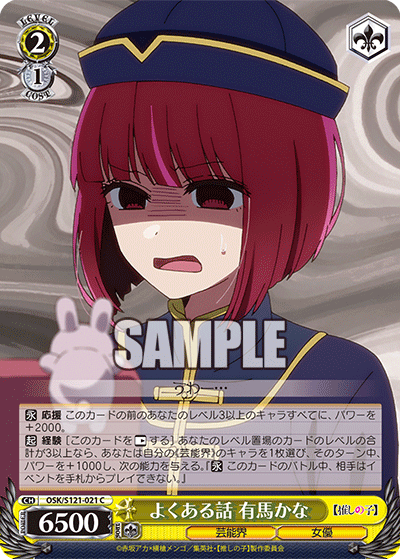 LEVEL
2
1
COST
SAMPLE
永 応援 このカードの前のあなたのレベル3以上のキャラすべてに、パワーを
+2000。
起 経験 [このカードを する] あなたのレベル置場のカードのレベルの合
計が3以上なら、あなたは自分の《芸能界》のキャラを1枚選び、そのターン中、
パワーを+1000し、次の能力を与える。『永 このカードのバトル中、相手は
イベントを手札からプレイできない。』
CH
OSK/S121-021 C
6500
よくある話 有馬かな
【推しの子】
芸能界
女優
©赤坂アカ×横槍メンゴ/集英社・【推しの子】製作委員会